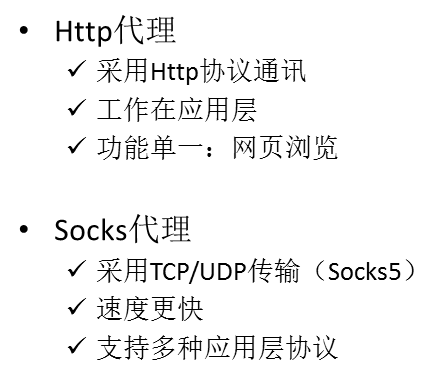 • Http代理
✓ 采用Http协议通讯
✓ 工作在应用层
✓ 功能单一：网页浏览
• Socks代理
✓ 采用TCP/UDP传输（Socks5）
✓ 速度更快
✓ 支持多种应用层协议